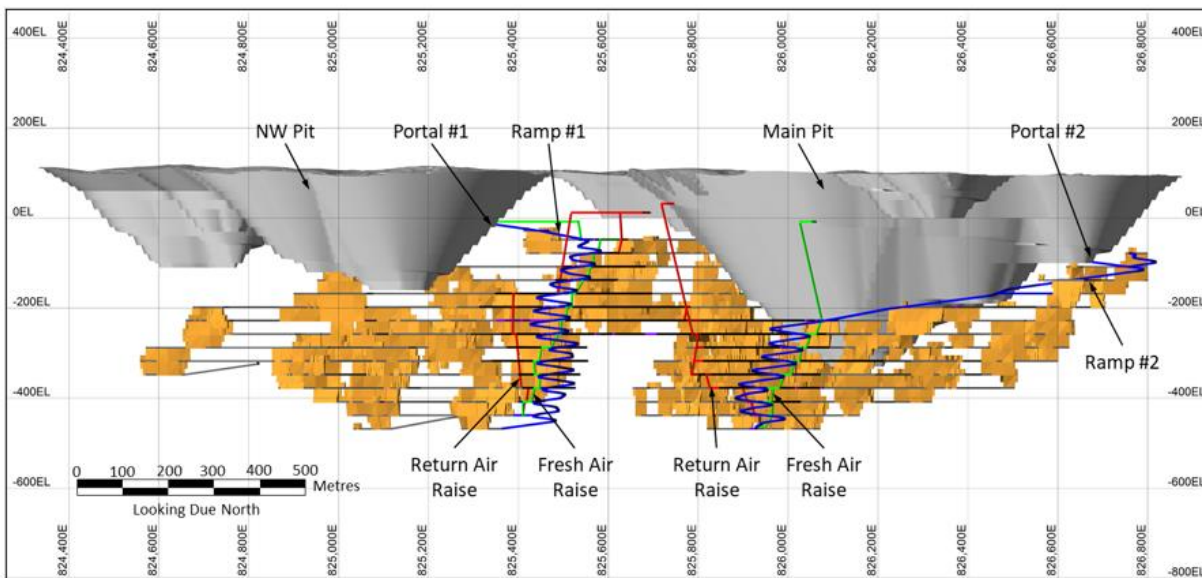 824,400E 824,600E 824,800E 825,000E 825,200E 825,400E 825,600E 825,800E 826,000E 826,200E 826,400E 826,600E 826,800E
400EL 400EL
200EL 200EL
NW Pit Portal #1 Ramp #1 Main Pit Portal #2
0EL 0EL
-200EL -200EL
Ramp #2
-400EL -400EL
Return Air Raise
Fresh Air Raise
Return Air Raise
Fresh Air Raise
0 100 200 300 400 500
Metres
Looking Due North
-600EL -600EL
824,400E 824,600E 824,800E 825,000E 825,200E 825,400E 825,600E 825,800E 826,000E 826,200E 826,400E 826,600E 826,800E
-800EL